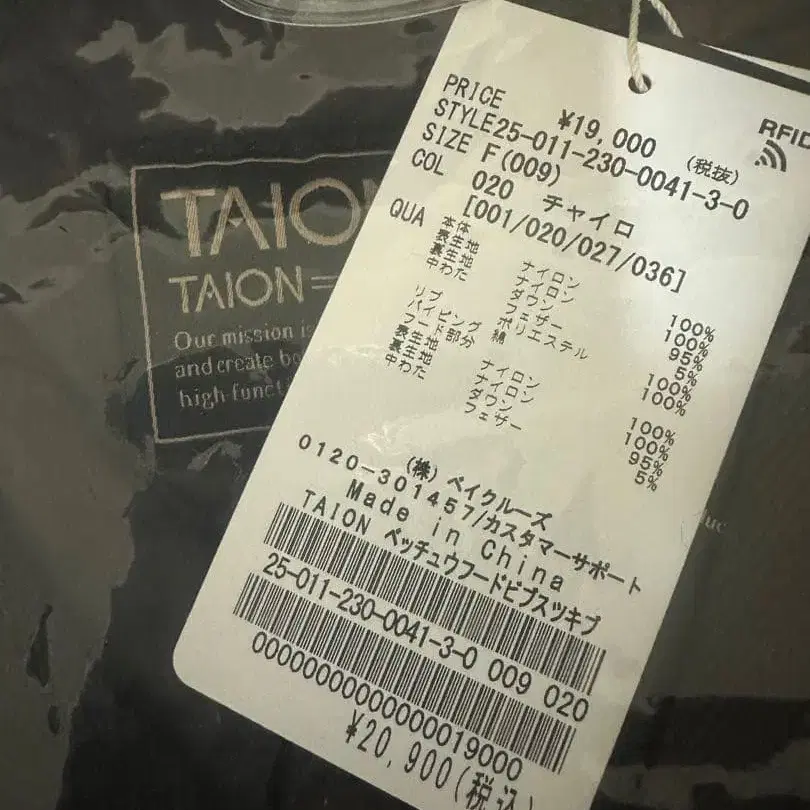 PRICE ¥19,000 (税抜)
STYLE25-011-230-0041-3-0
SIZE F(009)
COL 020 チャイロ
[001/020/027/036]
QUA 本体
表生地 ナイロン 100%
裏生地 ナイロン 100%
中わた ダウン 95%
フェザー 5%
リブ ポリエステル 100%
パイピング 綿 100%
フード部分
表生地 ナイロン 100%
裏生地 ナイロン 100%
中わた ダウン 95%
フェザー 5%
(株) ベイクルーズ
0120-301457/カスタマーサポート
Made in China
TAION ベッチュウフードビブスツキブ
25-011-230-0041-3-0 009 020
0000000000000019000
¥20,900(税込)
RFID
TAIO
TAION
Our mission
and create
high